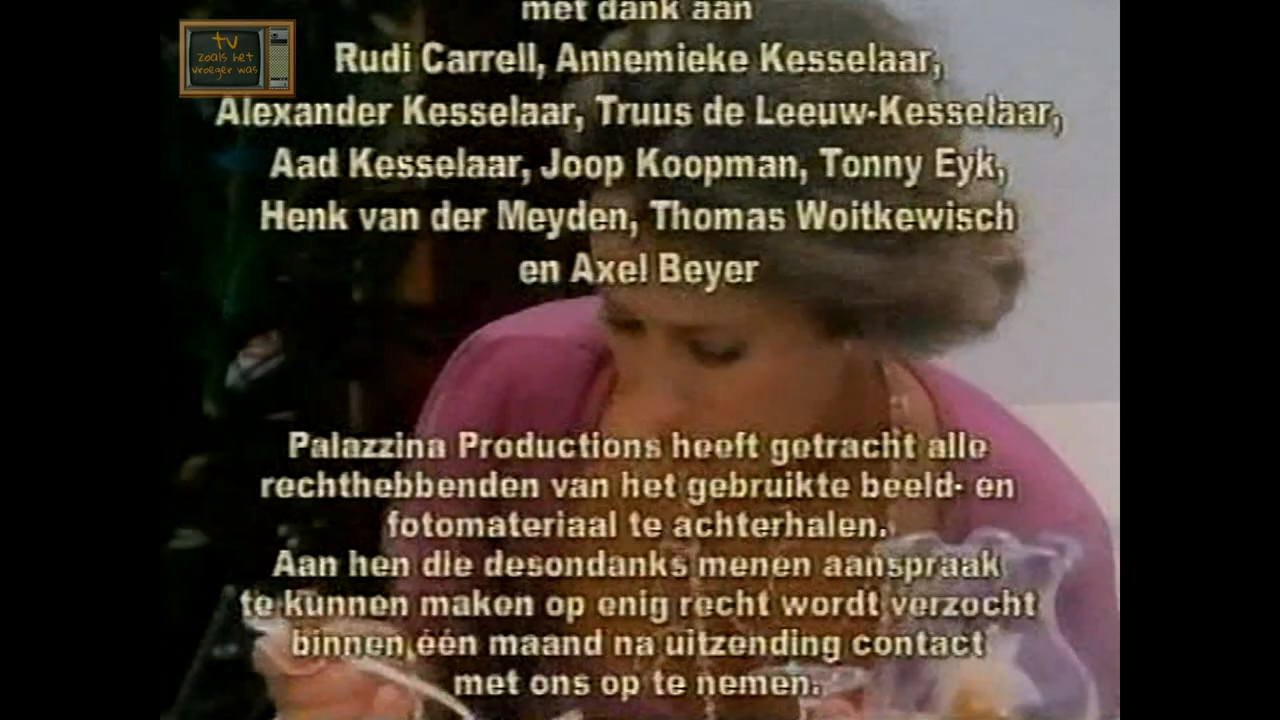 met dank aan
tv
zoals het
vroeger was
Rudi Carrell, Annemieke Kesselaar,
Alexander Kesselaar, Truus de Leeuw-Kesselaar,
Aad Kesselaar, Joop Koopman, Tonny Eyk,
Henk van der Meyden, Thomas Woitkewisch
en Axel Beyer
Palazzina Productions heeft getracht alle
rechthebbenden van het gebruikte beeld- en
fotomateriaal te achterhalen.
Aan hen die desondanks menen aanspraak
te kunnen maken op enig recht wordt verzocht
binnen één maand na uitzending contact
met ons op te nemen.